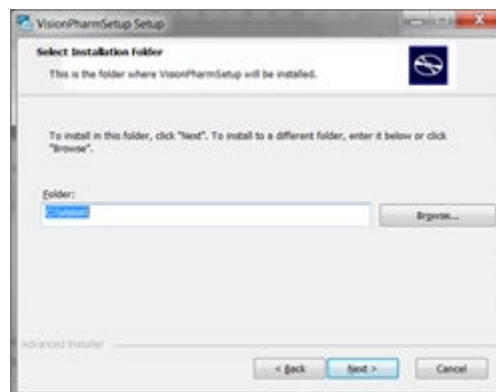 VisionPharmSetup Setup
Select Installation Folder
This is the folder where VisionPharmSetup will be installed.
To install in this folder, click "Next". To install to a different folder, enter it below or click
"Browse".
Folder:
Browse...
Advanced Installer
< Back
Next >
Cancel